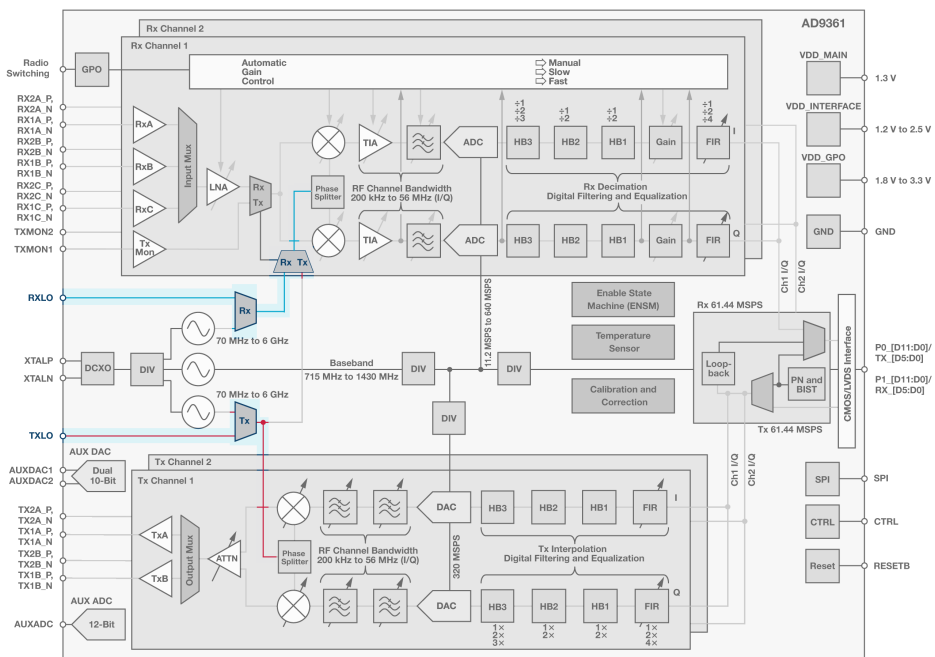 AD9361
Rx Channel 2
Rx Channel 1
Radio
Switching
GPO
Automatic
Gain
Control
Manual
Slow
Fast
VDD_MAIN
1.3 V
VDD_INTERFACE
1.2 V to 2.5 V
VDD_GPO
1.8 V to 3.3 V
GND
GND
RX2A_P,
RX2A_N
RX1A_P,
RX1A_N
RX2B_P,
RX2B_N
RX1B_P,
RX1B_N
RX2C_P,
RX2C_N
RX1C_P,
RX1C_N
TXMON2
TXMON1
RxA
RxB
RxC
Tx
Mon
Input Mux
LNA
Rx
Tx
Phase
Splitter
TIA
ADC
÷1
÷2
÷3
HB3
÷1
÷2
HB2
÷1
÷2
HB1
Gain
÷1
÷2
÷4
FIR
I
RF Channel Bandwidth
200 kHz to 56 MHz (I/Q)
Rx Decimation
Digital Filtering and Equalization
TIA
ADC
HB3
HB2
HB1
Gain
FIR
Q
Rx Tx
RXLO
Rx
70 MHz to 6 GHz
11.2 MSPS to 640 MSPS
Enable State
Machine (ENSM)
Temperature
Sensor
Calibration and
Correction
Ch1 I/Q
Ch2 I/Q
Rx 61.44 MSPS
Loop-
back
PN and
BIST
Tx 61.44 MSPS
CMOS/LVDS Interface
P0_[D11:D0]/
TX_[D5:D0]
P1_[D11:D0]/
RX_[D5:D0]
XTALP
XTALN
DCXO
DIV
Baseband
715 MHz to 1430 MHz
DIV
DIV
DIV
70 MHz to 6 GHz
Tx
TXLO
AUX DAC
AUXDAC1
AUXDAC2
Dual
10-Bit
Tx Channel 2
Tx Channel 1
Ch1 I/Q
Ch2 I/Q
SPI
SPI
CTRL
CTRL
Reset
RESETB
TX2A_P,
TX2A_N
TX1A_P,
TX1A_N
TX2B_P,
TX2B_N
TX1B_P,
TX1B_N
TxA
TxB
Output Mux
ATTN
Phase
Splitter
DAC
HB3
HB2
HB1
FIR
I
RF Channel Bandwidth
200 kHz to 56 MHz (I/Q)
320 MSPS
Tx Interpolation
Digital Filtering and Equalization
DAC
HB3
HB2
HB1
FIR
Q
1×
2×
3×
1×
2×
1×
2×
1×
2×
4×
AUX ADC
AUXADC
12-Bit